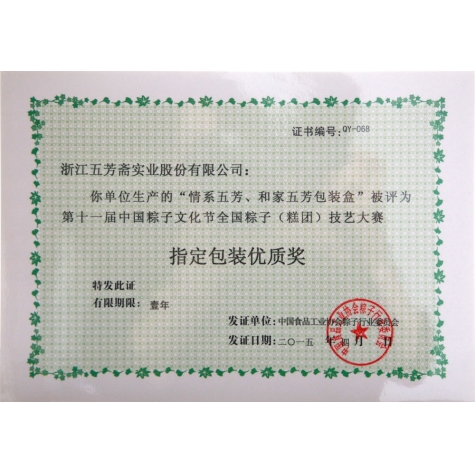 证书编号: QY-068
浙江五芳斋实业股份有限公司：
你单位生产的“情系五芳、和家五芳包装盒”被评为
第十一届中国粽子文化节全国粽子（糕团）技艺大赛
指定包装优质奖
特发此证
有限期限：壹年
发证单位：中国食品工业协会粽子行业委员会
发证日期：二〇一五 年 四月 日